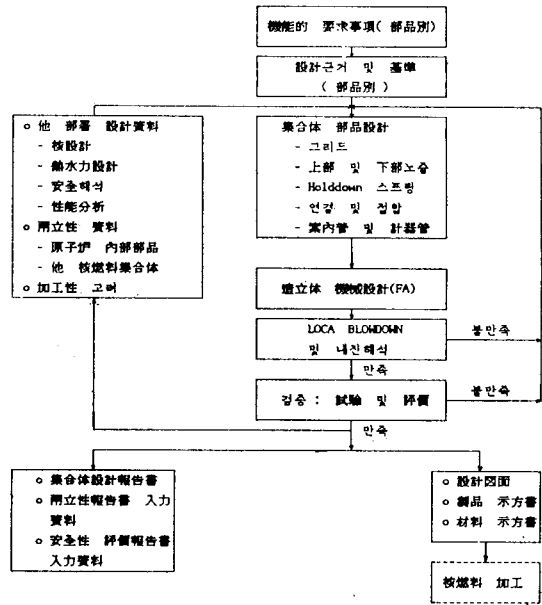 機能的 要求事項( 部品別)
設計근거 및 基準
( 部品別 )
o 他 部署 設計資料
- 核設計
- 熱水力設計
- 安全해석
- 性能分析
o 兩立性 資料
- 原子炉 內部部品
- 他 核燃料集合体
o 加工性 고려
集合体 部品設計
- 그리드
- 上部 및 下部노즐
- Holddown 스프링
- 연결 및 접합
- 案內管 및 計器管
機械設計(FA)
LOCA BLOWDOWN
및 내진해석
불만족
만족
검증 : 試驗 및 評價
불만족
만족
o 集合体設計報告書
o 兩立性報告書 入力
資料
o 安全性 評價報告書
入力資料
o 設計図面
o 製品 示方書
o 材料 示方書
核燃料 加工